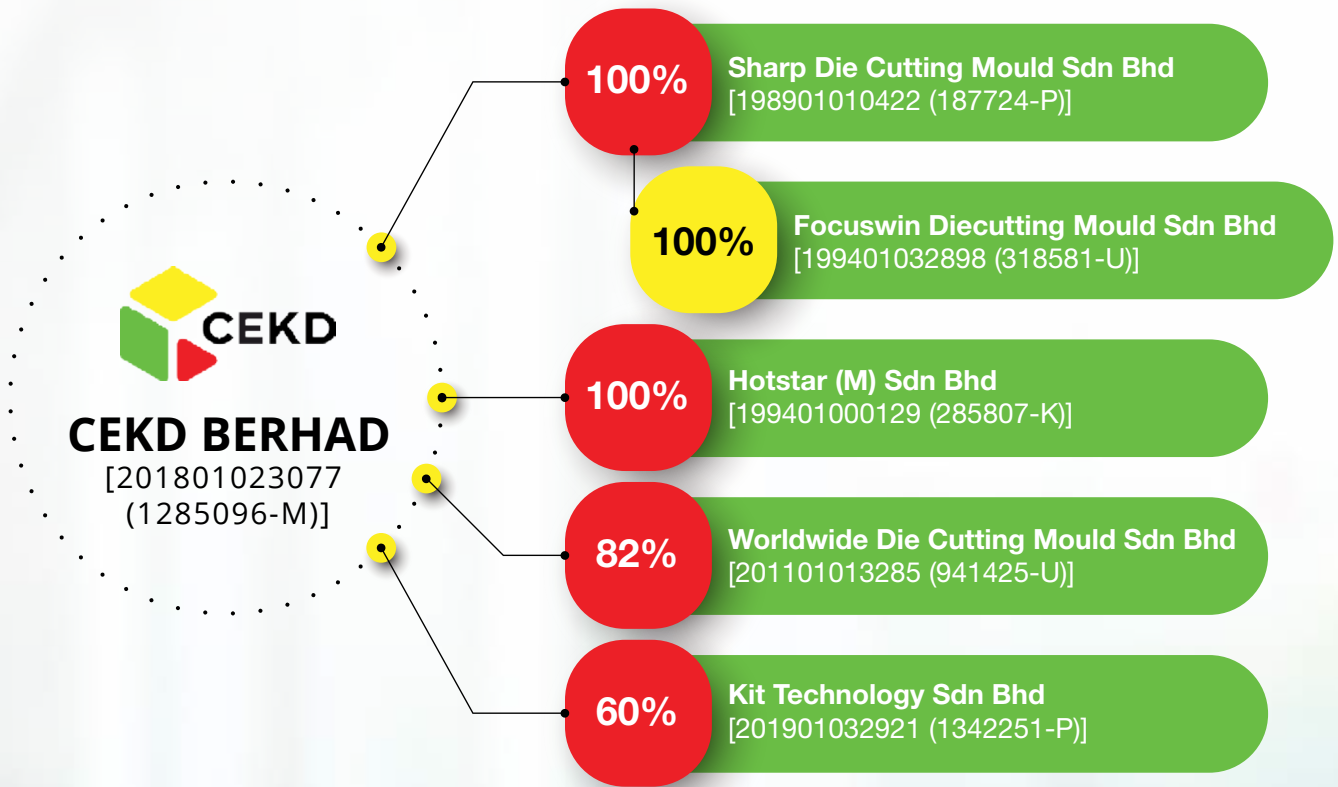 CEKD
CEKD BERHAD
[201801023077
(1285096-M)]
100%
Sharp Die Cutting Mould Sdn Bhd
[198901010422 (187724-P)]
100%
Focuswin Diecutting Mould Sdn Bhd
[199401032898 (318581-U)]
100%
Hotstar (M) Sdn Bhd
[199401000129 (285807-K)]
82%
Worldwide Die Cutting Mould Sdn Bhd
[201101013285 (941425-U)]
60%
Kit Technology Sdn Bhd
[201901032921 (1342251-P)]